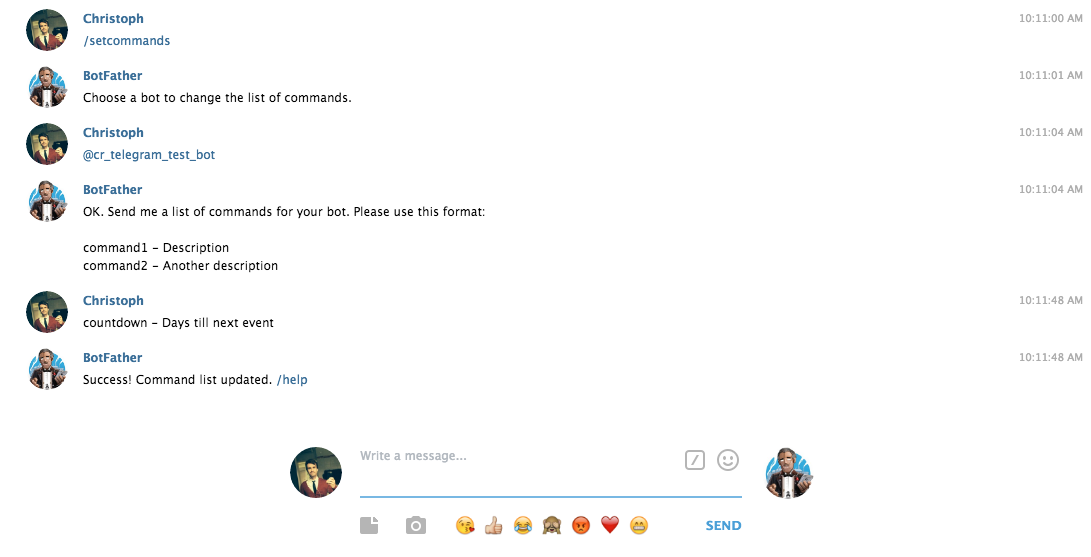 Christoph 10:11:00 AM
/setcommands
BotFather 10:11:01 AM
Choose a bot to change the list of commands.
Christoph 10:11:04 AM
@cr_telegram_test_bot
BotFather 10:11:04 AM
OK. Send me a list of commands for your bot. Please use this format:
command1 - Description
command2 - Another description
Christoph 10:11:48 AM
countdown - Days till next event
BotFather 10:11:48 AM
Success! Command list updated. /help
Write a message...
SEND